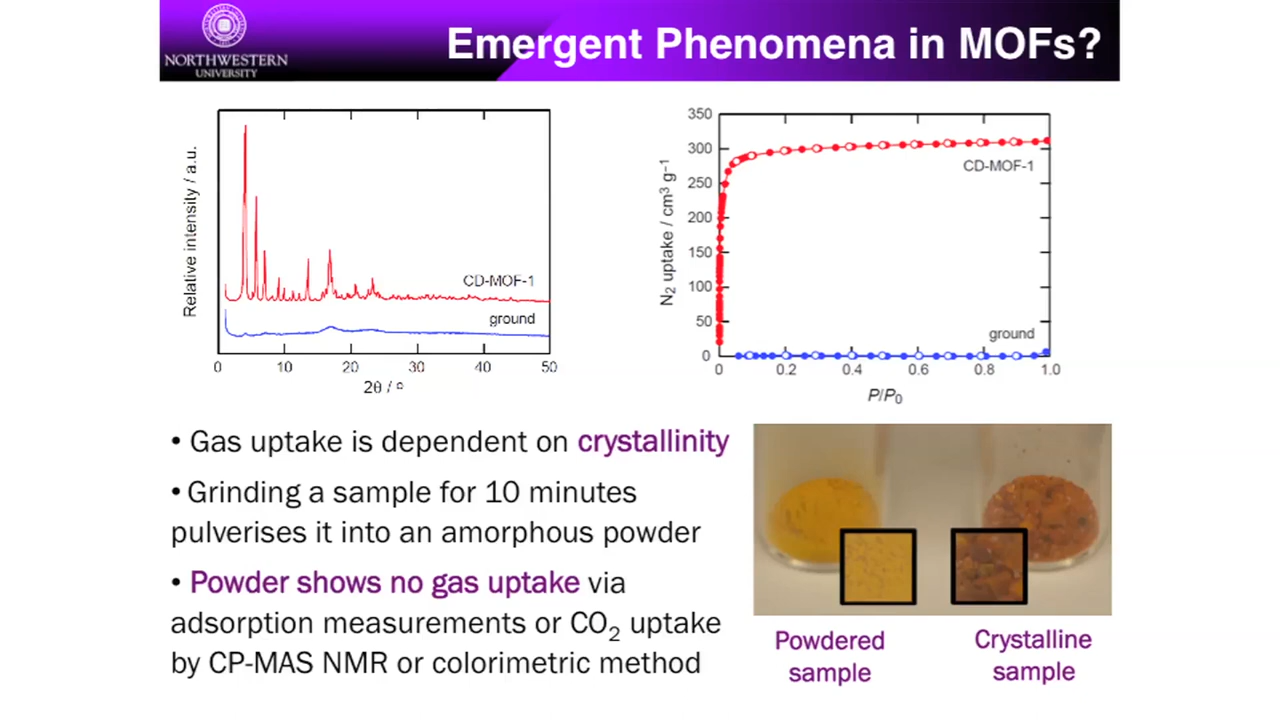 NORTHWESTERN
UNIVERSITY
Emergent Phenomena in MOFs?
Relative intensity / a.u.
CD-MOF-1
ground
0 10 20 30 40 50
2θ / º
N₂ uptake / cm³ g⁻¹
350
300
250
200
150
100
50
0
CD-MOF-1
ground
0 0.2 0.4 0.6 0.8 1.0
P/P₀
• Gas uptake is dependent on crystallinity
• Grinding a sample for 10 minutes
pulverises it into an amorphous powder
• Powder shows no gas uptake via
adsorption measurements or CO₂ uptake
by CP-MAS NMR or colorimetric method
Powdered
sample
Crystalline
sample